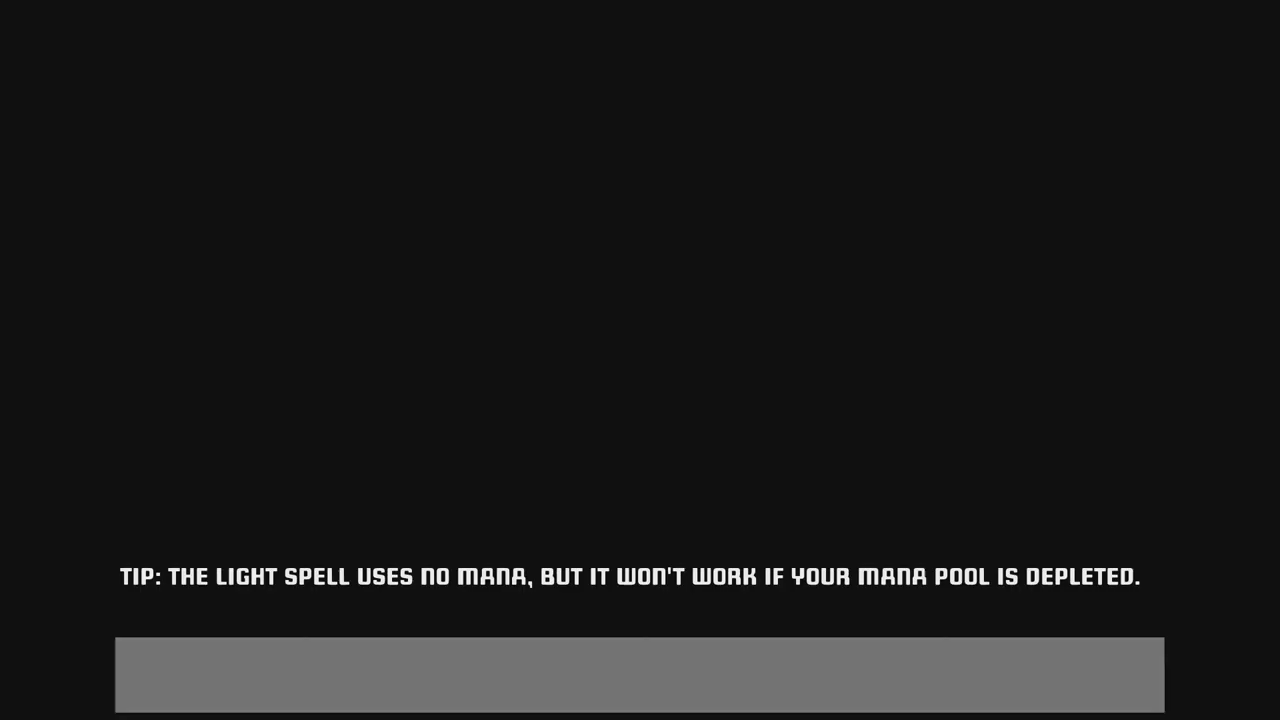 TIP: THE LIGHT SPELL USES NO MANA, BUT IT WON'T WORK IF YOUR MANA POOL IS DEPLETED.